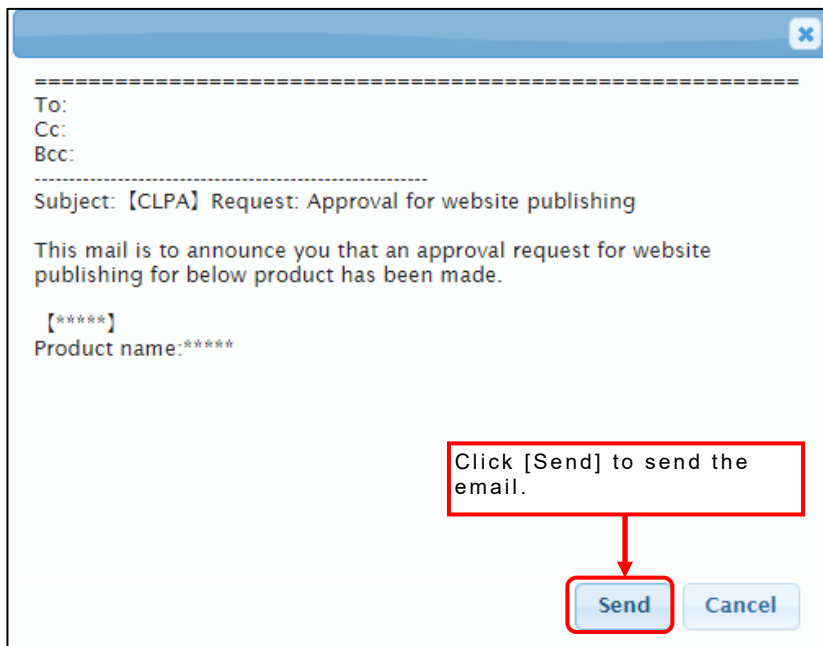 =========================================================
To:
Cc:
Bcc:
---------------------------------------------------------
Subject:【CLPA】Request: Approval for website publishing
This mail is to announce you that an approval request for website
publishing for below product has been made.
【*****】
Product name:*****
Click [Send] to send the
email.
Send Cancel